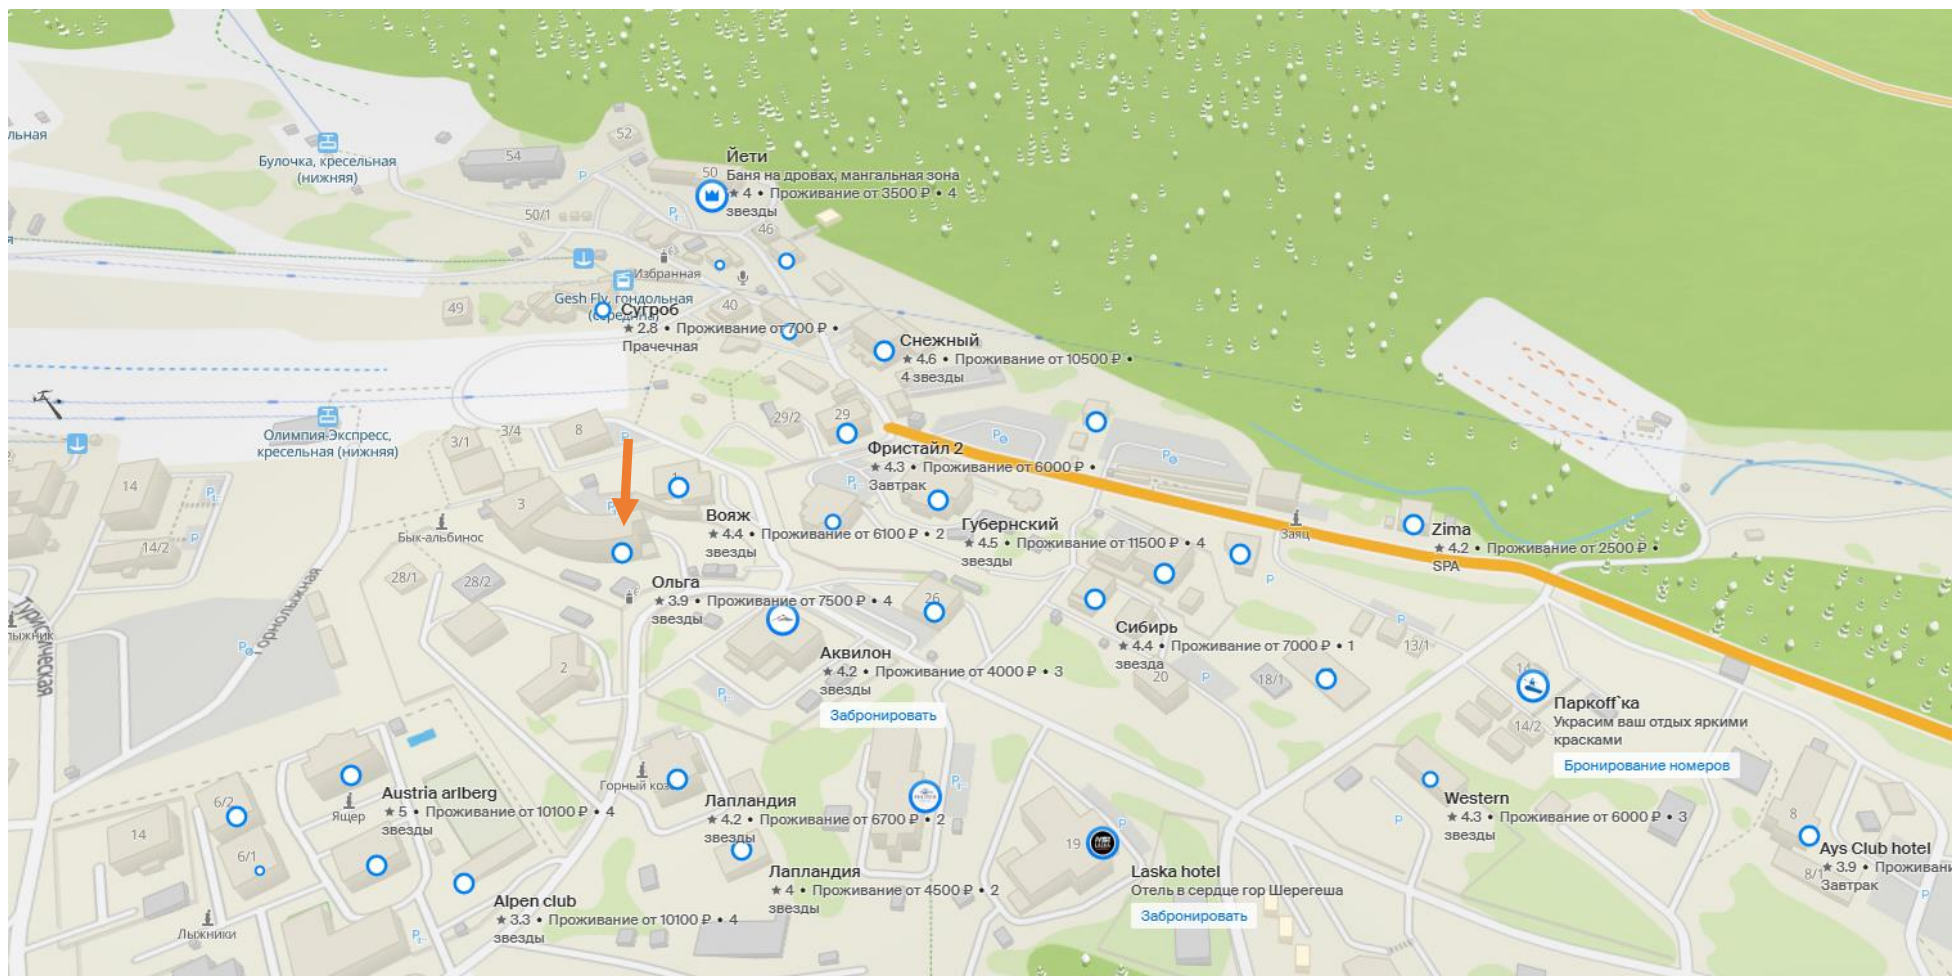 льная
Булочка, кресельная
(нижняя)
54
52
50
Йети
Баня на дровах, мангальная зона
★ 4 • Проживание от 3500 ₽ • 4
звезды
P
50/1
P
46
Избранная
Gesh Fly, гондольная
(середина)
Сугроб
★ 2.8 • Проживание от 700 ₽ •
Прачечная
49
40
Снежный
★ 4.6 • Проживание от 10500 ₽ •
4 звезды
Олимпия-Экспресс,
кресельная (нижняя)
3/1
3/4
8
P
29/2
29
P
P
Фристайл 2
★ 4.3 • Проживание от 6000 ₽ •
Завтрак
P
14
P
3
P
1
Бык-альбинос
14/2
P
Вояж
★ 4.4 • Проживание от 6100 ₽ • 2
звезды
Губернский
★ 4.5 • Проживание от 11500 ₽ • 4
звезды
Заяц
Zima
★ 4.2 • Проживание от 2500 ₽ •
SPA
28/1
28/2
Ольга
★ 3.9 • Проживание от 7500 ₽ • 4
звезды
26
P
Туристическая
Горнолыжная
лыжник
P
2
Аквилон
★ 4.2 • Проживание от 4000 ₽ • 3
звезды
Забронировать
P
Сибирь
★ 4.4 • Проживание от 7000 ₽ • 1
звезда
20
P
18/1
P
13/1
14
Паркоff`ка
Украсим ваш отдых яркими
красками
Бронирование номеров
14/2
Горный коз
Austria arlberg
★ 5 • Проживание от 10100 ₽ • 4
звезды
Ящер
6/2
14
6/1
Лапландия
★ 4.2 • Проживание от 6700 ₽ • 2
звезды
P
Western
★ 4.3 • Проживание от 6000 ₽ • 3
звезды
P
8
19
P
Ays Club hotel
★ 3.9 • Проживани
Завтрак
8/1
P
Лапландия
★ 4 • Проживание от 4500 ₽ • 2
звезды
Laska hotel
Отель в сердце гор Шерегеша
Забронировать
Alpen club
★ 3.3 • Проживание от 10100 ₽ • 4
звезды
Лыжники
P